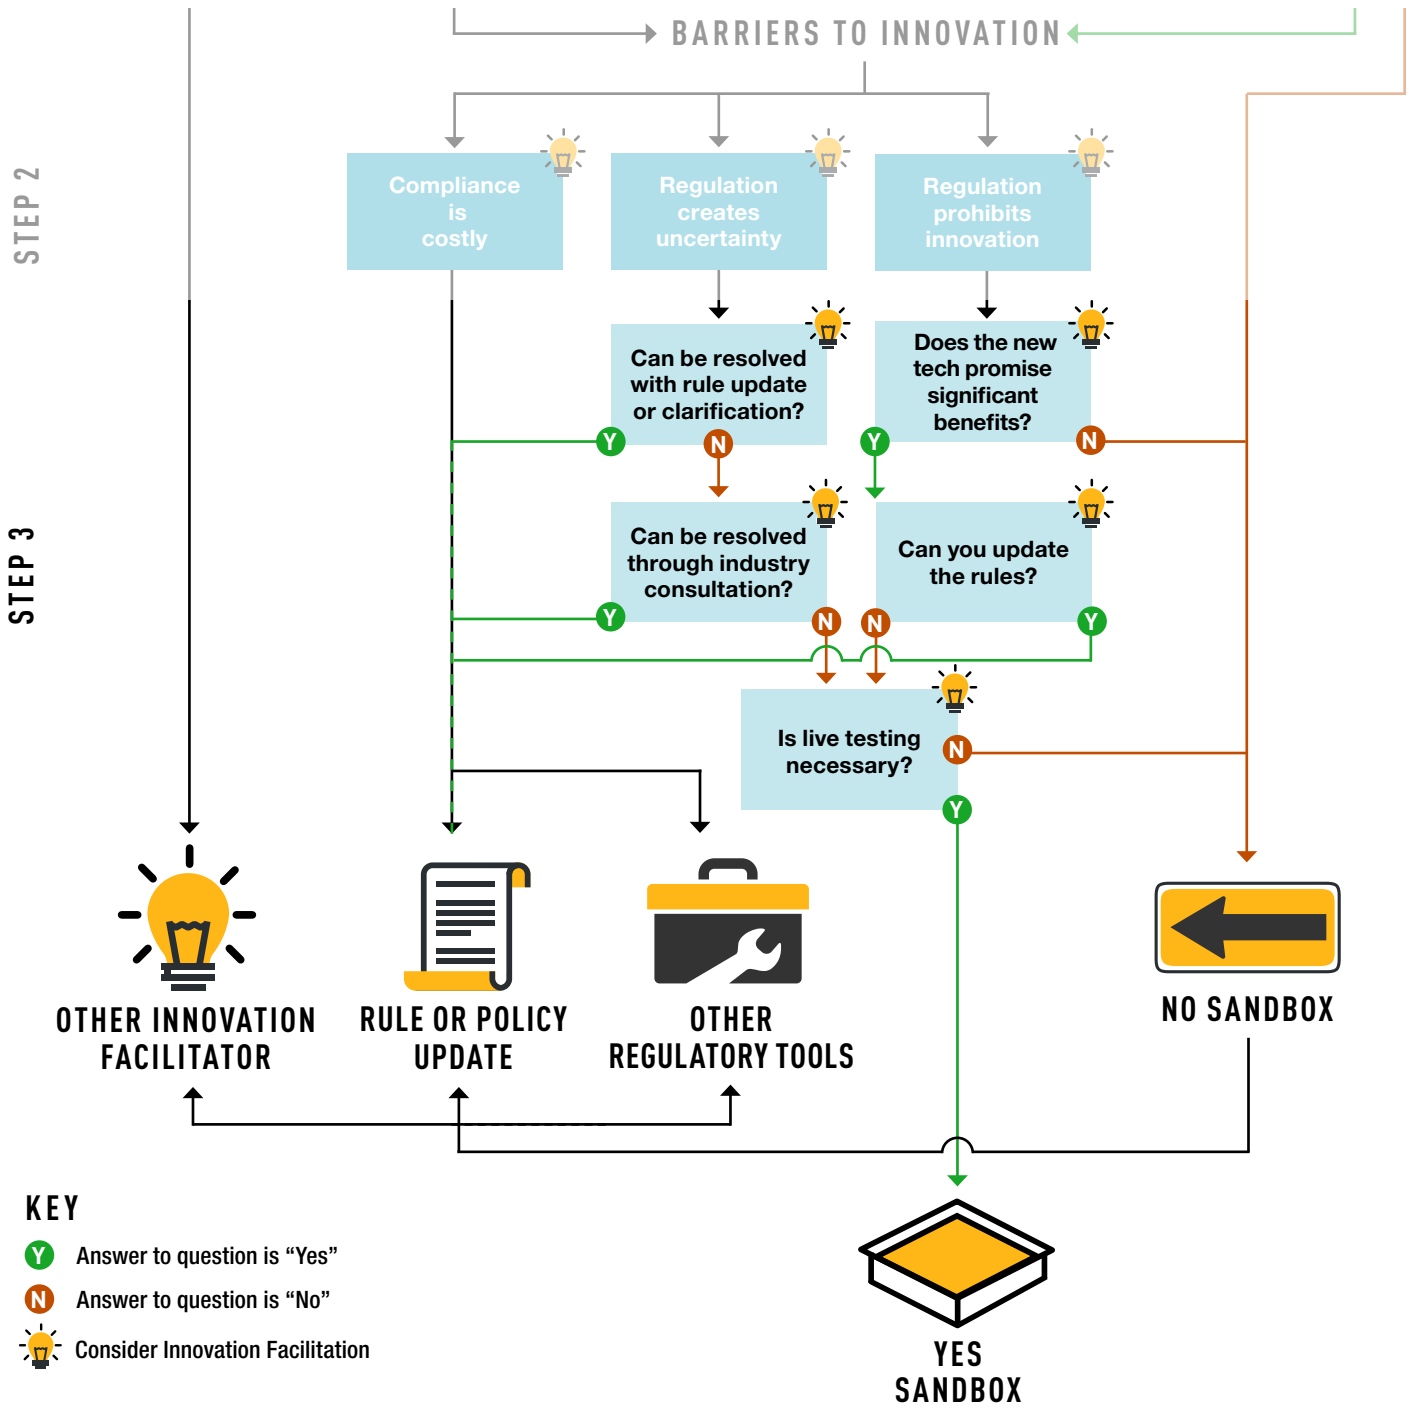 BARRIERS TO INNOVATION
STEP 2
Compliance
is
costly
Regulation
creates
uncertainty
Regulation
prohibits
innovation
STEP 3
Can be resolved
with rule update
or clarification?
Y
N
Does the new
tech promise
significant
benefits?
Y
N
Can be resolved
through industry
consultation?
Y
N
Can you update
the rules?
N
Y
Is live testing
necessary?
N
Y
OTHER INNOVATION
FACILITATOR
RULE OR POLICY
UPDATE
OTHER
REGULATORY TOOLS
NO SANDBOX
YES
SANDBOX
KEY
Y Answer to question is “Yes”
N Answer to question is “No”
Consider Innovation Facilitation